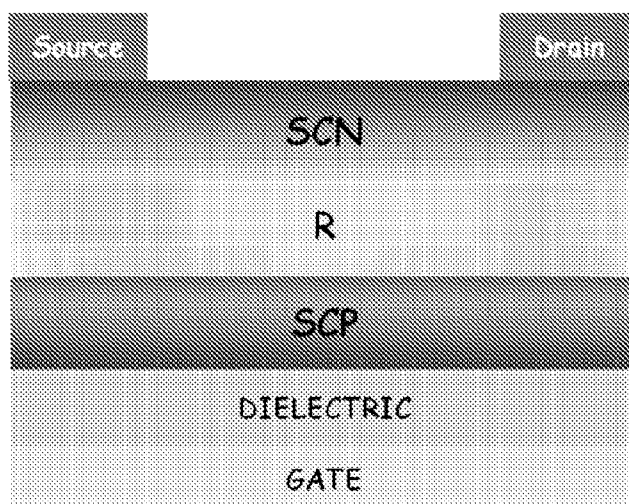 Source Drain
SCN
R
SCP
DIELECTRIC
GATE